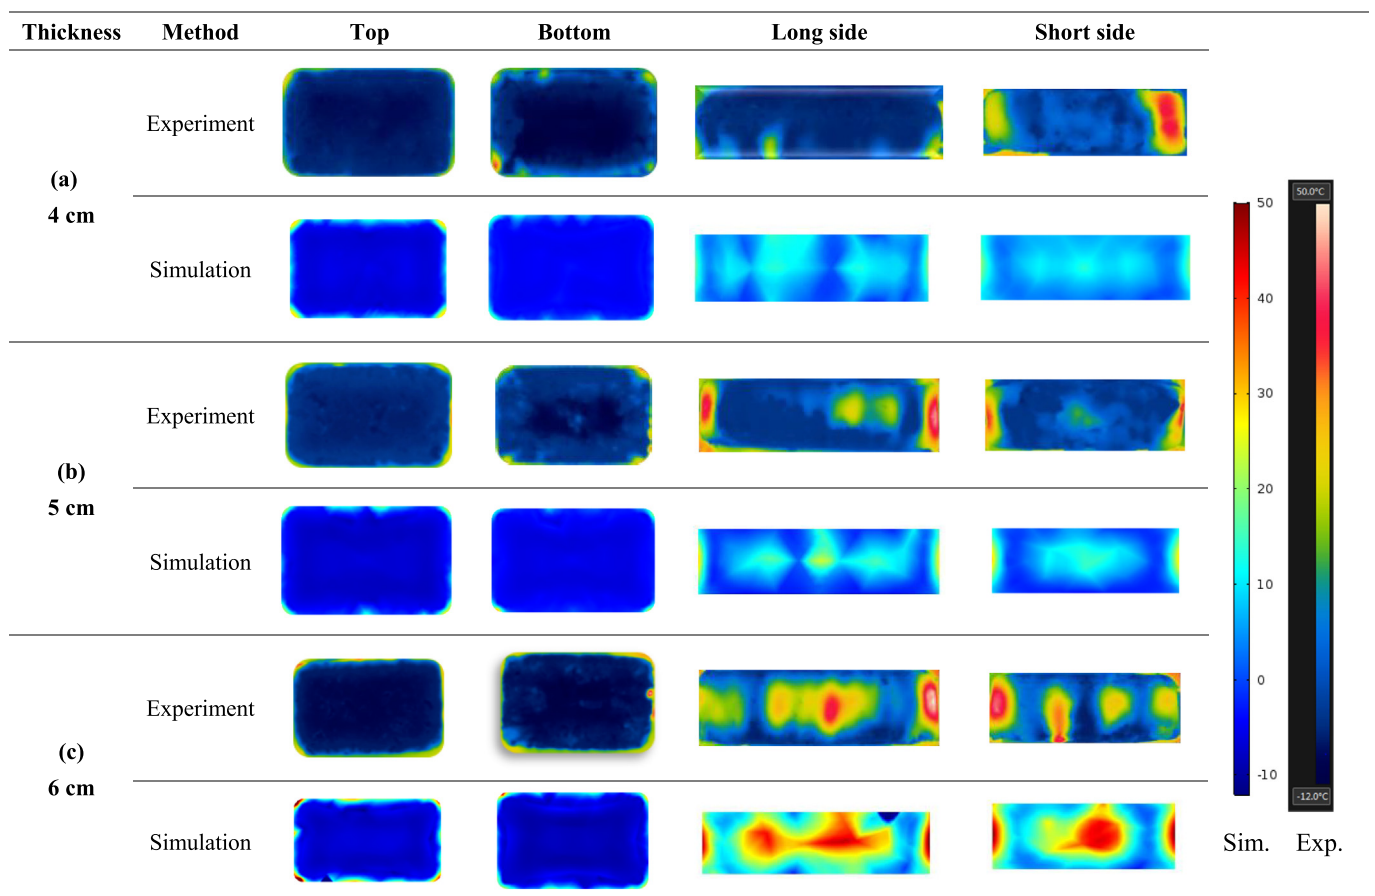 Thickness Method Top Bottom Long side Short side
Experiment
(a)
4 cm
Simulation
Experiment
(b)
5 cm
Simulation
Experiment
(c)
6 cm
Simulation
50
40
30
20
10
0
-10
50.0°C
-12.0°C
Sim. Exp.